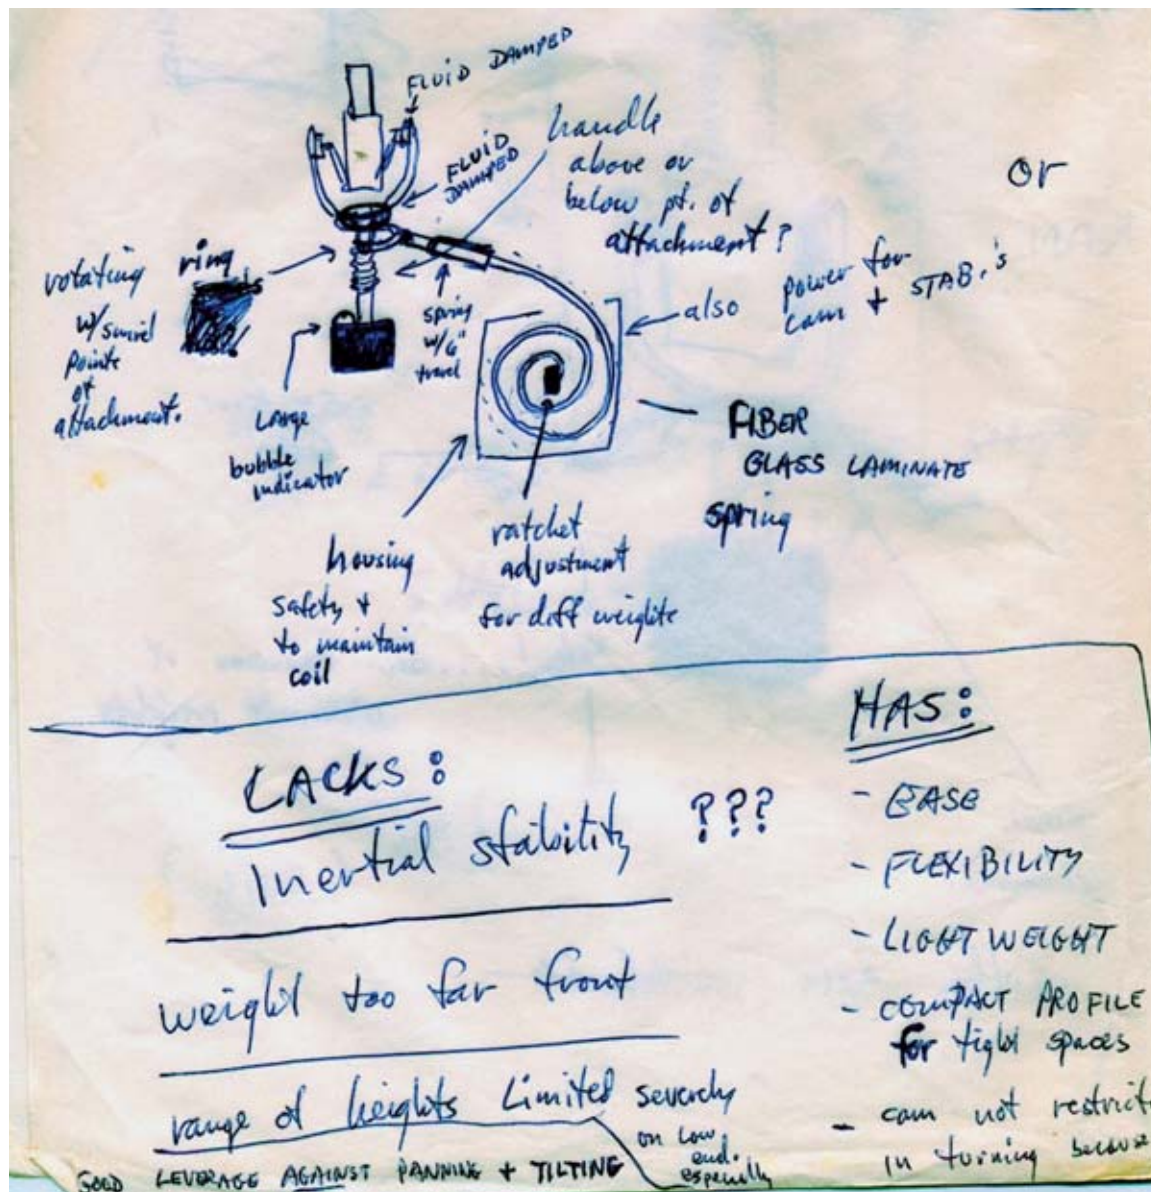 FLUID DAMPED
FLUID
DAMPED
handle
above or
below pt. of
attachment?
or
rotating
ring
w/swivel
points
of
attachment.
spring
w/6"
travel
also
power for
cam + STAB.'s
Large
bubble
indicator
FIBER
GLASS LAMINATE
spring
housing
safety +
to maintain
coil
ratchet
adjustment
for diff weights
LACKS:
Inertial stability ???
weight too far front
range of heights Limited severely
on low
end.
especially
GOOD LEVERAGE AGAINST PANNING + TILTING
HAS:
- EASE
- FLEXIBILITY
- LIGHT WEIGHT
- COMPACT PROFILE
for tight spaces
- cam not restrict
in turning because